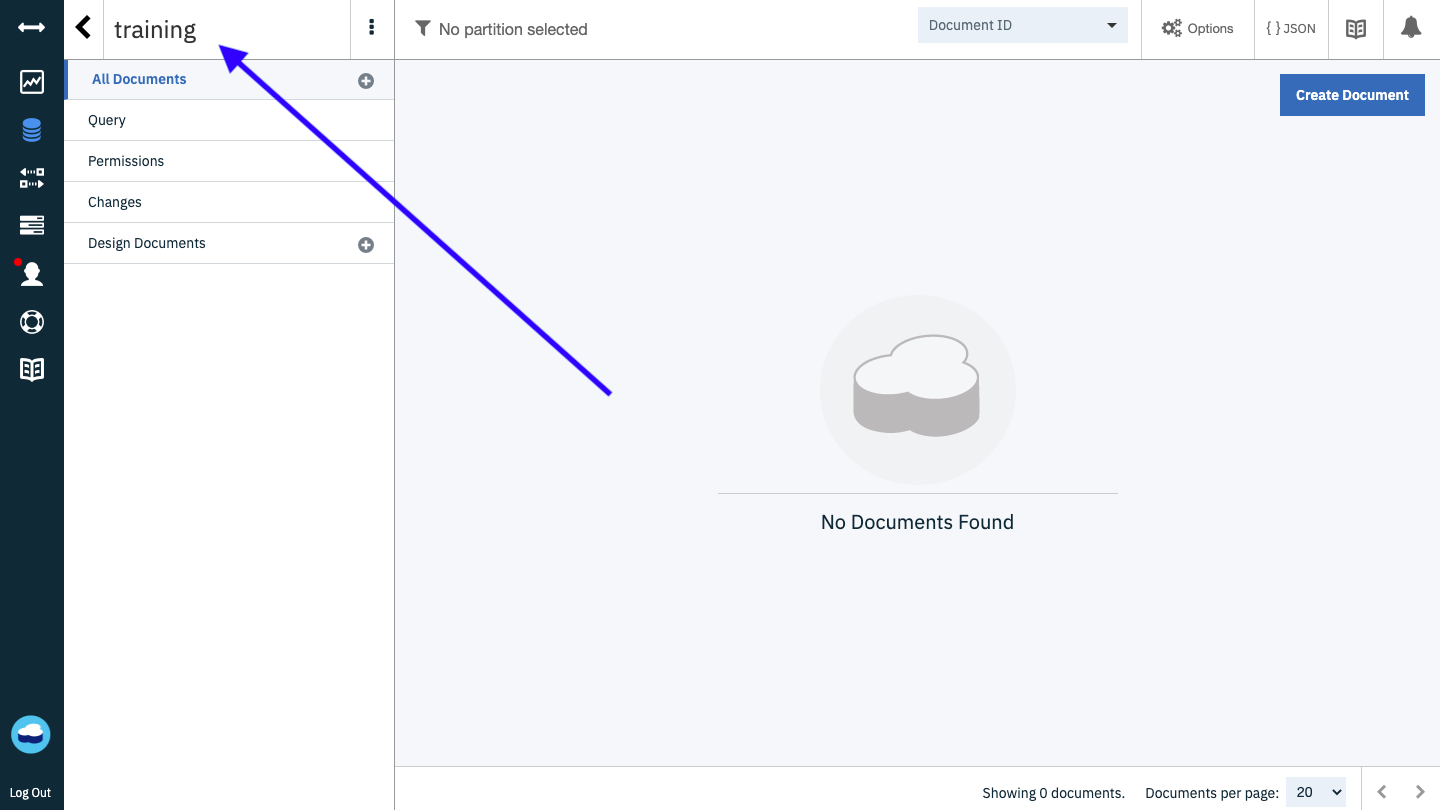 training
No partition selected
Document ID
Options
{ } JSON
All Documents
Create Document
Query
Permissions
Changes
Design Documents
No Documents Found
Log Out
Showing 0 documents.
Documents per page: 20